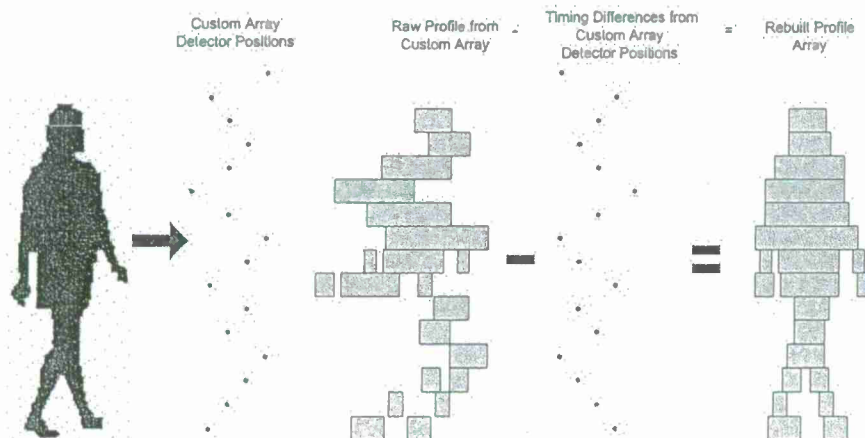 Custom Array
Detector Positions
Raw Profile from
Custom Array
-
Timing Differences from
Custom Array
Detector Positions
=
Rebuilt Profile
Array